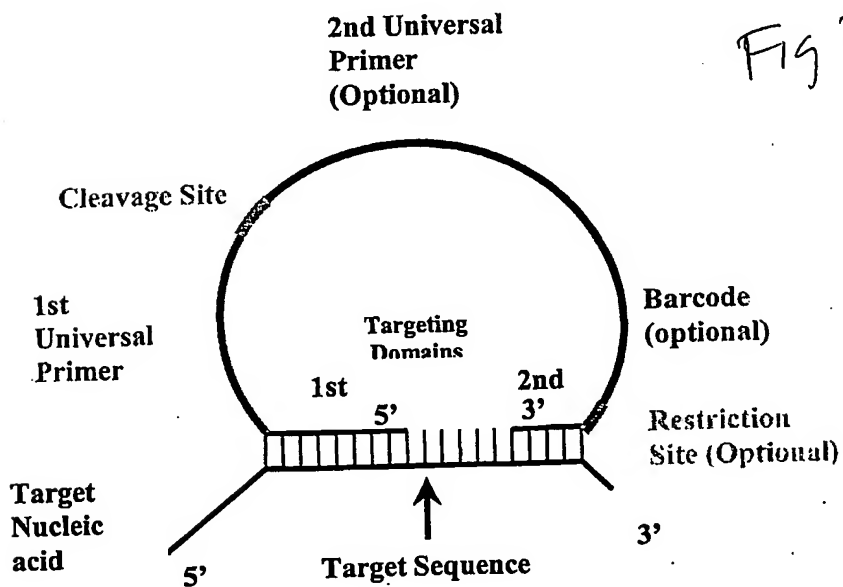 2nd Universal
Primer
(Optional)
Fig
Cleavage Site
1st
Universal
Primer
Targeting
Domains
Barcode
(optional)
1st
2nd
5’
3’
Restriction
Site (Optional)
Target
Nucleic
acid
5’
Target Sequence
3’